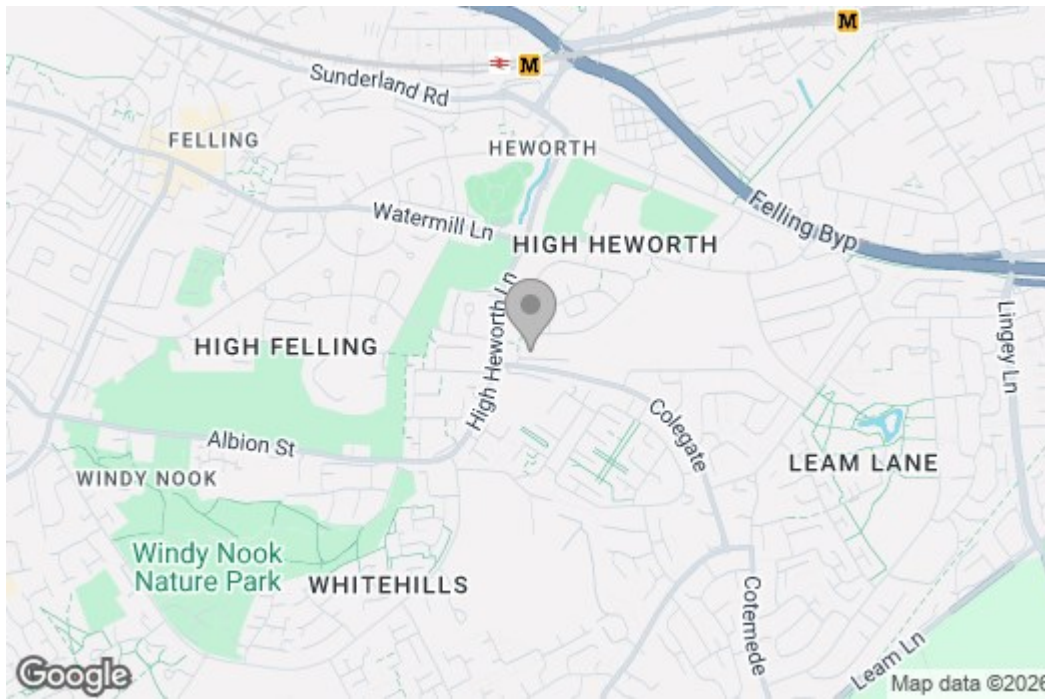 M
M
Sunderland Rd
FELLING
HEWORTH
Watermill Ln
Felling Byp
HIGH HEWORTH
High Heworth Ln
Lingey Ln
HIGH FELLING
Colegate
Albion St
LEAM LANE
WINDY NOOK
Windy Nook
Nature Park
WHITEHILLS
Cotemede
Leam Ln
Google
Map data ©2026